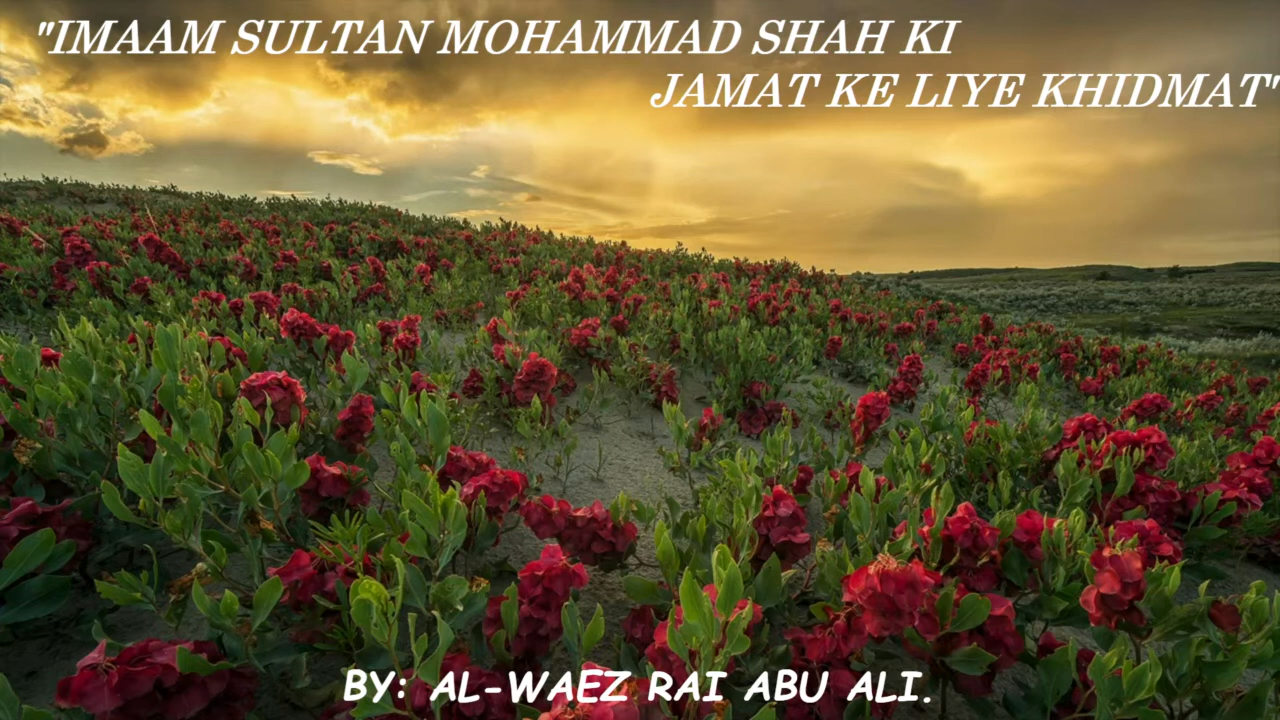 "IMAAM SULTAN MOHAMMAD SHAH KI
JAMAT KE LIYE KHIDMAT"
BY: AL-WAEZ RAI ABU ALI.